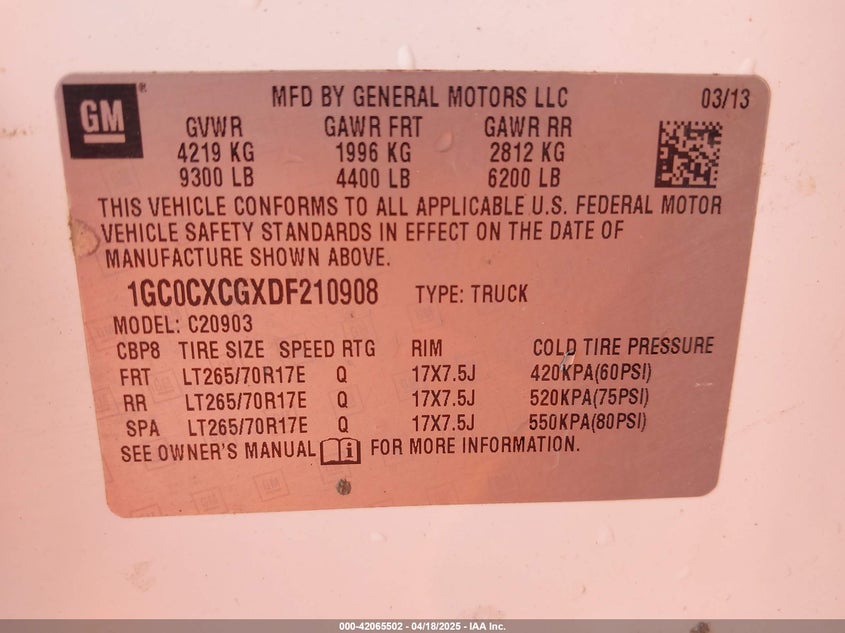 GM®
MFD BY GENERAL MOTORS LLC 03/13
GVWR GAWR FRT GAWR RR
4219 KG 1996 KG 2812 KG
9300 LB 4400 LB 6200 LB
THIS VEHICLE CONFORMS TO ALL APPLICABLE U.S. FEDERAL MOTOR
VEHICLE SAFETY STANDARDS IN EFFECT ON THE DATE OF
MANUFACTURE SHOWN ABOVE.
1GC0CXCGXDF210908 TYPE: TRUCK
MODEL: C20903
CBP8 TIRE SIZE SPEED RTG RIM COLD TIRE PRESSURE
FRT LT265/70R17E Q 17X7.5J 420KPA(60PSI)
RR LT265/70R17E Q 17X7.5J 520KPA(75PSI)
SPA LT265/70R17E Q 17X7.5J 550KPA(80PSI)
SEE OWNER'S MANUAL i FOR MORE INFORMATION.
000-42065502 - 04/18/2025 - IAA Inc.